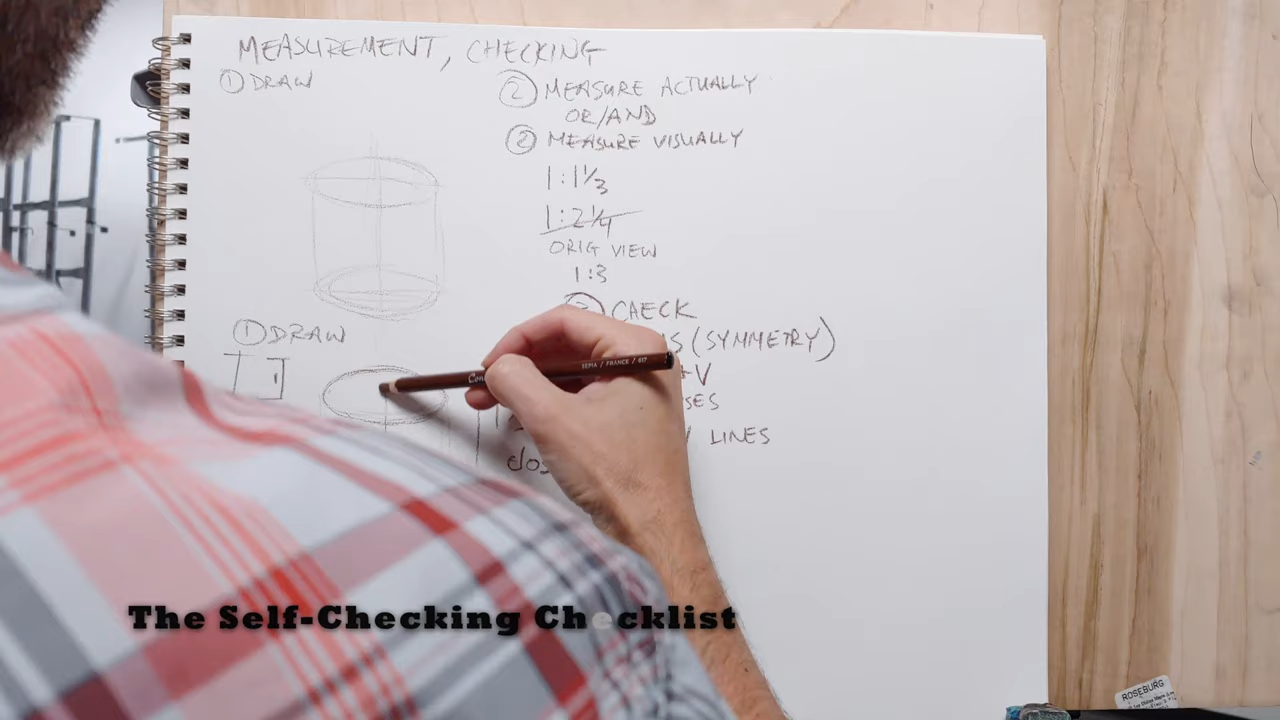 MEASUREMENT, CHECKING
① DRAW
② MEASURE ACTUALLY
OR/AND
② MEASURE VISUALLY
1:1⅓
1:2¼
ORIG VIEW
1:3
CHECK
(SYMMETRY)
① DRAW
+V
LINES
SEPIA / FRANCE / 617
The Self-Checking Checklist
ROSEBURG